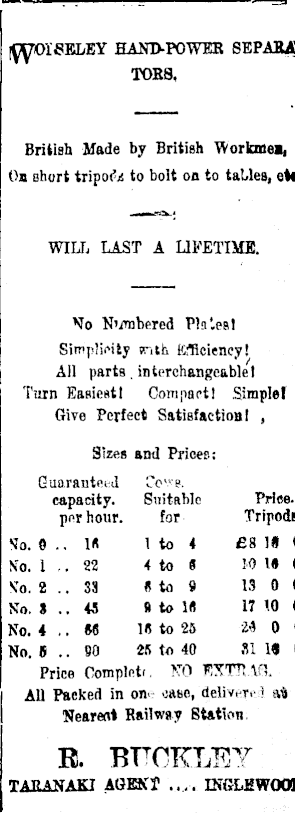 WOLSELEY HAND-POWER SEPARA
TORS.
British Made by British Workmen,
On short tripods to bolt on to tables, etc
WILL LAST A LIFETIME.
No Numbered Plates!
Simplicity with Efficiency!
All parts interchangeable!
Turn Easiest! Compact! Simple!
Give Perfect Satisfaction!
Sizes and Prices:
Guaranteed Cows.
capacity. Suitable Price.
per hour. for Tripods
No. 0 .. 16 1 to 4 £8 10
No. 1 .. 22 4 to 6 10 10
No. 2 .. 33 6 to 9 13 0
No. 3 .. 45 9 to 16 17 10
No. 4 .. 66 16 to 25 24 0
No. 5 .. 90 25 to 40 31 10
Price Complete. NO EXTRAS.
All Packed in one case, delivered at
Nearest Railway Station.
R. BUCKLEY
TARANAKI AGENT .... INGLEWOO